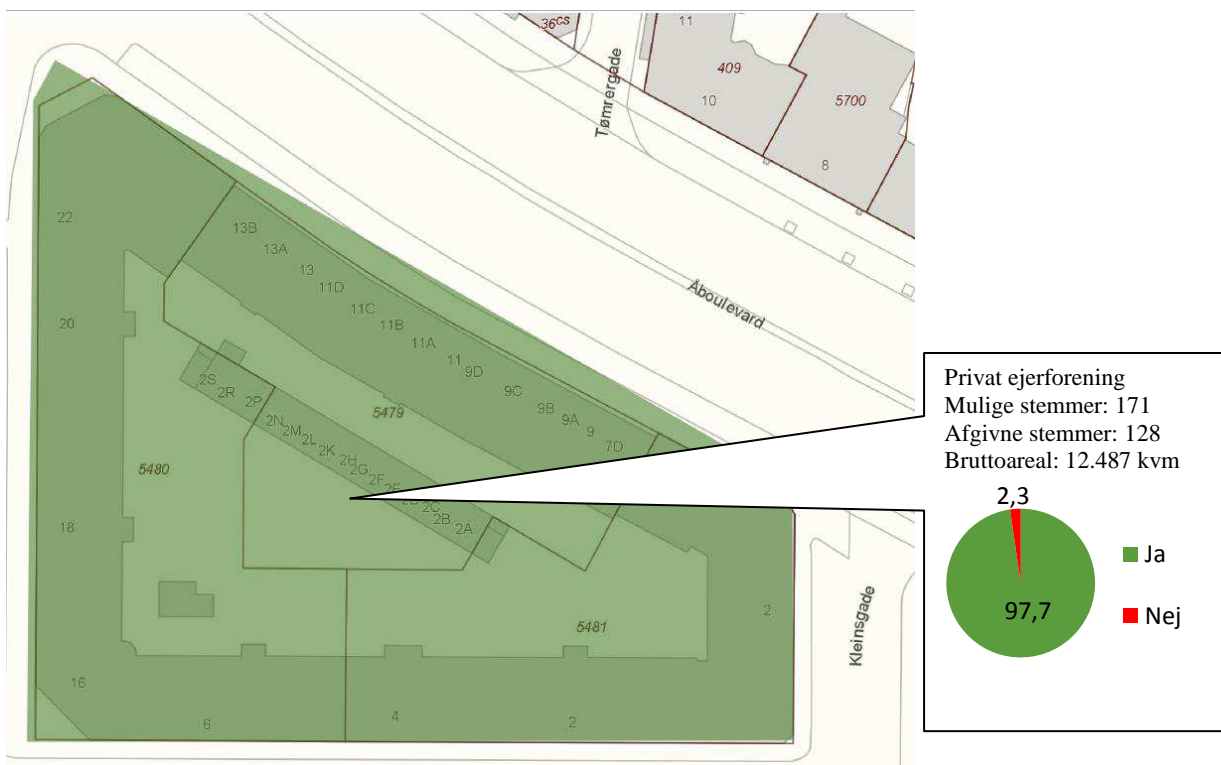 36cs
11
409
10
5700
8
Tømrergade
Åboulevard
22
13B
13A
13
11D
11C
11B
11A
11
9D
9C
9B
9A
9
7D
20
2S
2R
2P
2N
2M
2L
2K
2H
2G
2F
2E
2C
2B
2A
5479
5480
18
5481
2
16
6
4
2
Kleinsgade
Privat ejerforening
Mulige stemmer: 171
Afgivne stemmer: 128
Bruttoareal: 12.487 kvm
2,3
97,7
Ja
Nej